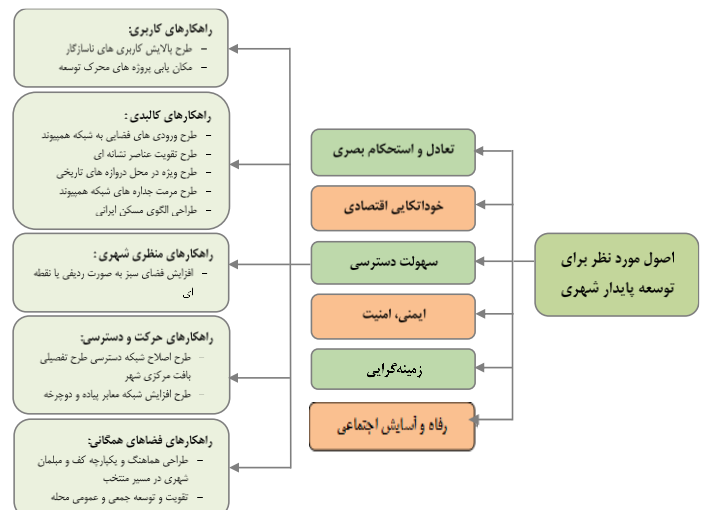 اصول مورد نظر برای
توسعه پایدار شهری
تعادل و استحکام بصری
خوداتکایی اقتصادی
سهولت دسترسی
ایمنی، امنیت
زمینه‌گرایی
رفاه و آسایش اجتماعی
راهکارهای کاربری:
- طرح پالایش کاربری های ناسازگار
- مکان یابی پروژه های محرک توسعه
راهکارهای کالبدی :
- طرح ورودی های فضایی به شبکه همپیوند
- طرح تقویت عناصر نشانه ای
- طرح ویژه در محل دروازه های تاریخی
- طرح مرمت جداره های شبکه همپیوند
- طراحی الگوی مسکن ایرانی
راهکارهای منظری شهری :
- افزایش فضای سبز به صورت ردیفی یا نقطه
ای
راهکارهای حرکت و دسترسی:
- طرح اصلاح شبکه دسترسی طرح تفصیلی
بافت مرکزی شهر
- طرح افزایش شبکه معابر پیاده و دوچرخه
راهکارهای فضاهای همگانی:
- طراحی هماهنگ و یکپارچه کف و مبلمان
شهری در مسیر منتخب
- تقویت و توسعه جمعی و عمومی محله